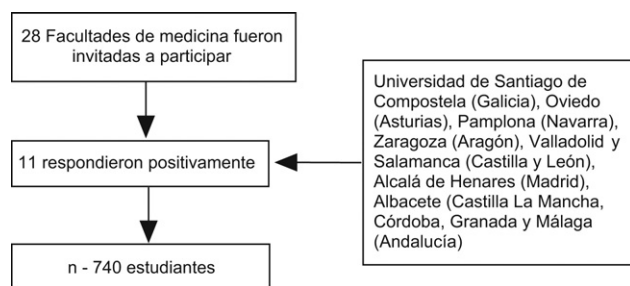 28 Facultades de medicina fueron
invitadas a participar
11 respondieron positivamente
n - 740 estudiantes
Universidad de Santiago de
Compostela (Galicia), Oviedo
(Asturias), Pamplona (Navarra),
Zaragoza (Aragón), Valladolid y
Salamanca (Castilla y León),
Alcalá de Henares (Madrid),
Albacete (Castilla La Mancha,
Córdoba, Granada y Málaga
(Andalucía)